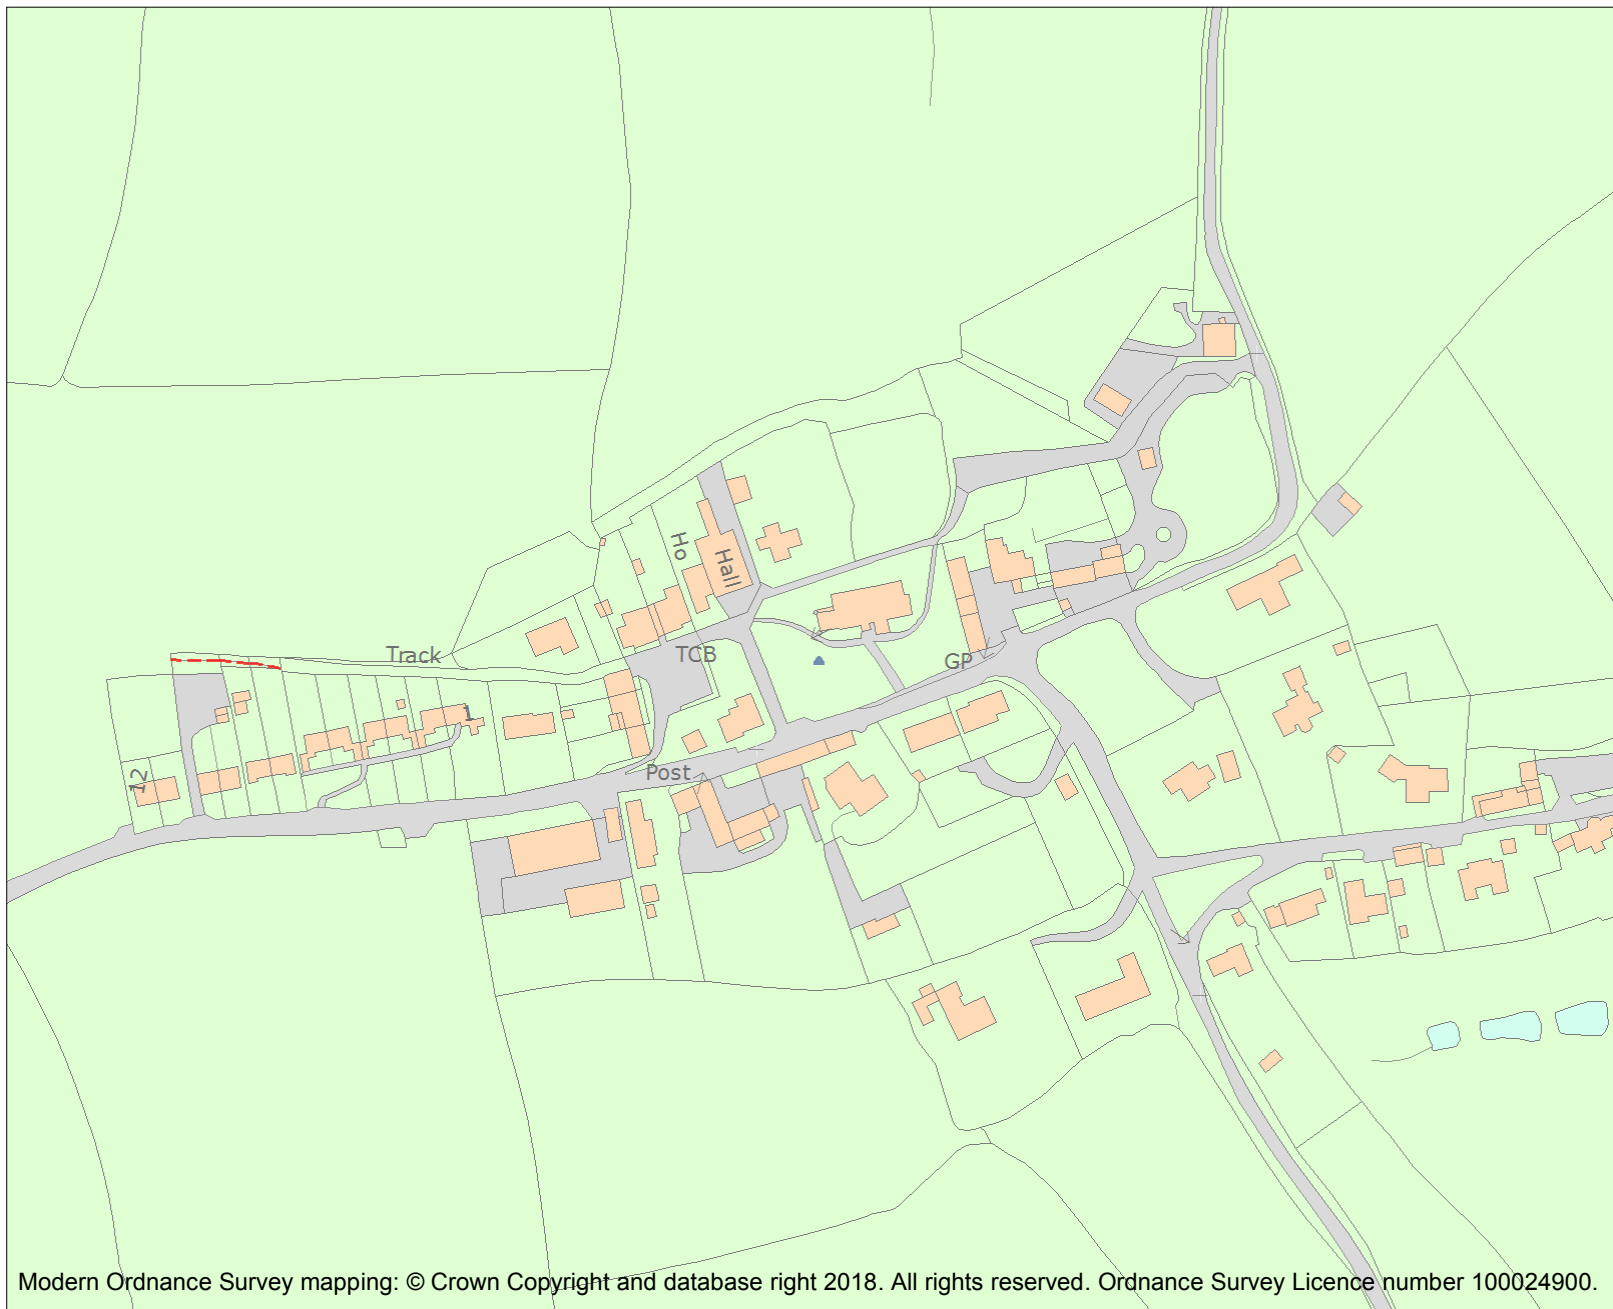 Ho
Hall
Track
TCB
GP
1
Post
12
Modern Ordnance Survey mapping: © Crown Copyright and database right 2018. All rights reserved. Ordnance Survey Licence number 100024900.